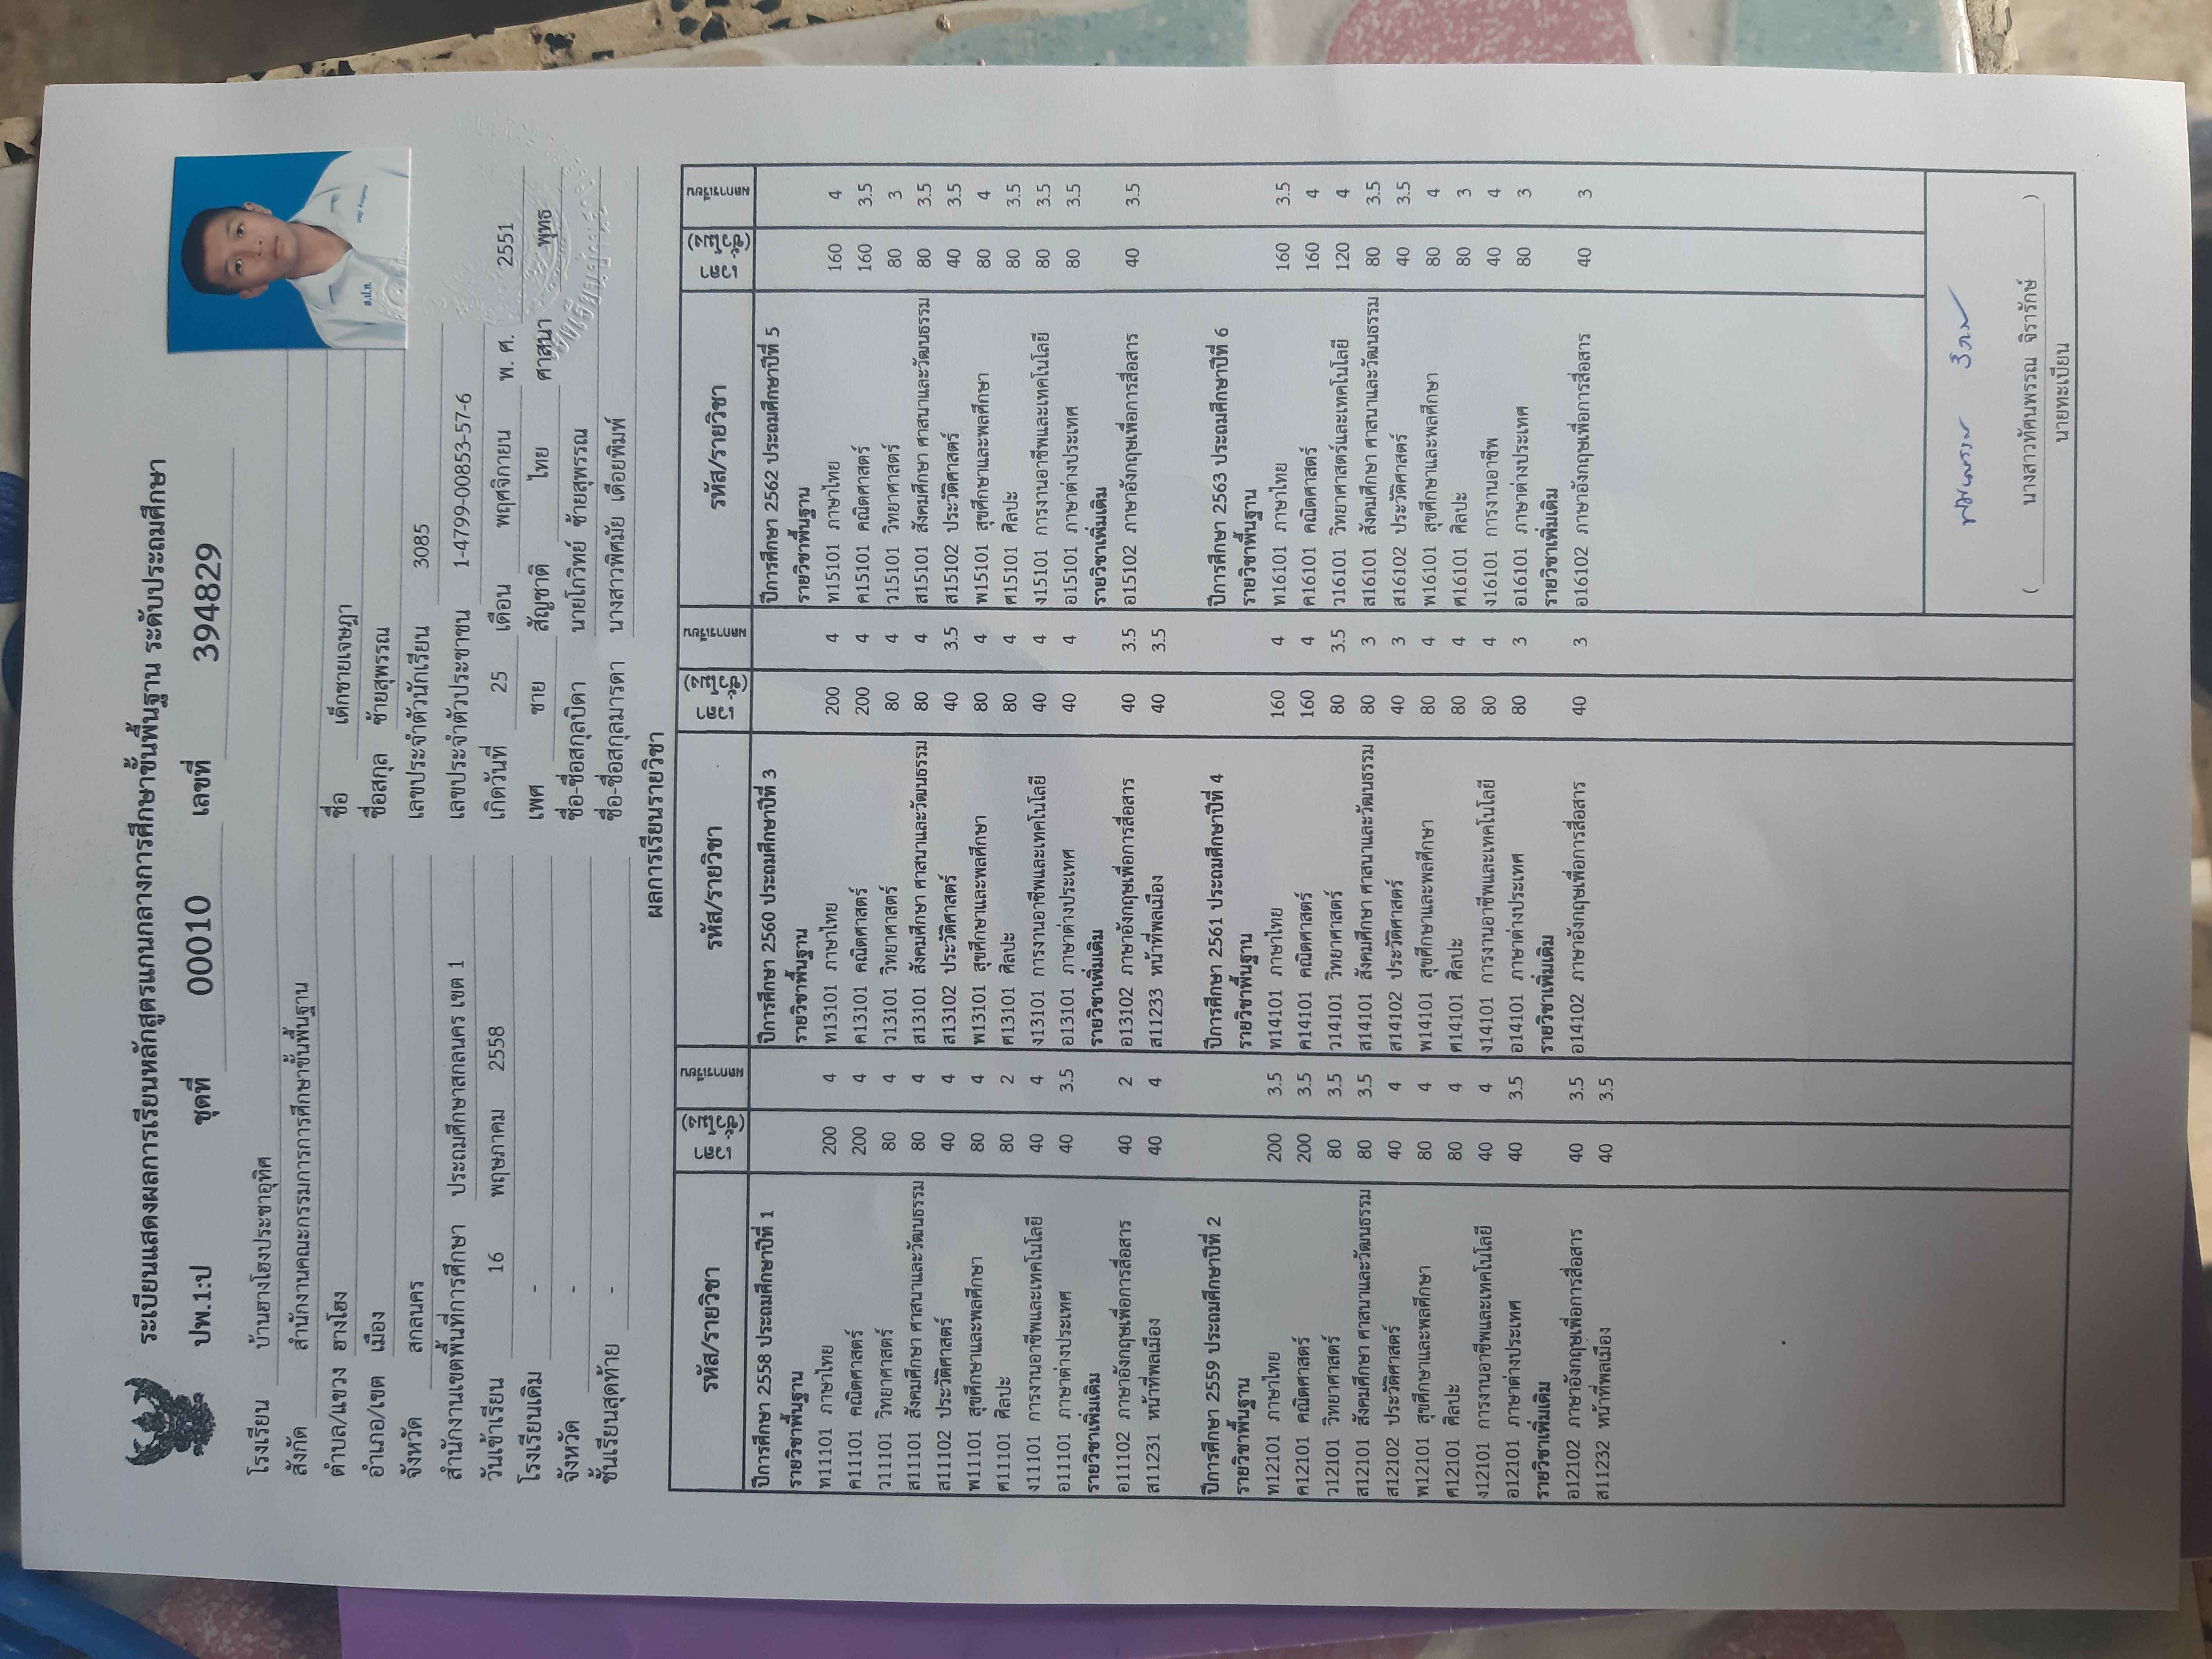 ระเบียนแสดงผลการเรียนหลักสูตรแกนกลางการศึกษาขั้นพื้นฐาน ระดับประถมศึกษา
ปพ.1:ป ชุดที่ 00010 เลขที่ 394829
โรงเรียน บ้านฮางโฮงประชาอุทิศ
สังกัด สำนักงานคณะกรรมการการศึกษาขั้นพื้นฐาน
ตำบล/แขวง ฮางโฮง
อำเภอ/เขต เมือง
จังหวัด สกลนคร
สำนักงานเขตพื้นที่การศึกษา ประถมศึกษาสกลนคร เขต 1
วันเข้าเรียน 16 พฤษภาคม 2558
โรงเรียนเดิม -
จังหวัด -
ชั้นเรียนสุดท้าย -
ชื่อ เด็กชายเจษฎา
ชื่อสกุล ซ้ายสุพรรณ
เลขประจำตัวนักเรียน 3085
เลขประจำตัวประชาชน 1-4799-00853-57-6
เกิดวันที่ 25 เดือน พฤศจิกายน พ. ศ. 2551
เพศ ชาย สัญชาติ ไทย ศาสนา พุทธ
ชื่อ-ชื่อสกุลบิดา นายโกวิทย์ ซ้ายสุพรรณ
ชื่อ-ชื่อสกุลมารดา นางสาวพิศมัย เดือยพิมพ์
ผลการเรียนรายวิชา
รหัส/รายวิชา เวลา (ชั่วโมง) ผลการเรียน
ปีการศึกษา 2558 ประถมศึกษาปีที่ 1
รายวิชาพื้นฐาน
ท11101 ภาษาไทย 200 4
ค11101 คณิตศาสตร์ 200 4
ว11101 วิทยาศาสตร์ 80 4
ส11101 สังคมศึกษา ศาสนาและวัฒนธรรม 80 4
ส11102 ประวัติศาสตร์ 40 4
พ11101 สุขศึกษาและพลศึกษา 80 4
ศ11101 ศิลปะ 80 2
ง11101 การงานอาชีพและเทคโนโลยี 40 4
อ11101 ภาษาต่างประเทศ 40 3.5
รายวิชาเพิ่มเติม
อ11102 ภาษาอังกฤษเพื่อการสื่อสาร 40 2
ส11231 หน้าที่พลเมือง 40 4
ปีการศึกษา 2559 ประถมศึกษาปีที่ 2
รายวิชาพื้นฐาน
ท12101 ภาษาไทย 200 3.5
ค12101 คณิตศาสตร์ 200 3.5
ว12101 วิทยาศาสตร์ 80 3.5
ส12101 สังคมศึกษา ศาสนาและวัฒนธรรม 80 3.5
ส12102 ประวัติศาสตร์ 40 4
พ12101 สุขศึกษาและพลศึกษา 80 4
ศ12101 ศิลปะ 80 4
ง12101 การงานอาชีพและเทคโนโลยี 40 4
อ12101 ภาษาต่างประเทศ 40 3.5
รายวิชาเพิ่มเติม
อ12102 ภาษาอังกฤษเพื่อการสื่อสาร 40 3.5
ส11232 หน้าที่พลเมือง 40 3.5
รหัส/รายวิชา เวลา (ชั่วโมง) ผลการเรียน
ปีการศึกษา 2560 ประถมศึกษาปีที่ 3
รายวิชาพื้นฐาน
ท13101 ภาษาไทย 200 4
ค13101 คณิตศาสตร์ 200 4
ว13101 วิทยาศาสตร์ 80 4
ส13101 สังคมศึกษา ศาสนาและวัฒนธรรม 80 4
ส13102 ประวัติศาสตร์ 40 3.5
พ13101 สุขศึกษาและพลศึกษา 80 4
ศ13101 ศิลปะ 80 4
ง13101 การงานอาชีพและเทคโนโลยี 40 4
อ13101 ภาษาต่างประเทศ 40 4
รายวิชาเพิ่มเติม
อ13102 ภาษาอังกฤษเพื่อการสื่อสาร 40 3.5
ส11233 หน้าที่พลเมือง 40 3.5
ปีการศึกษา 2561 ประถมศึกษาปีที่ 4
รายวิชาพื้นฐาน
ท14101 ภาษาไทย 160 4
ค14101 คณิตศาสตร์ 160 4
ว14101 วิทยาศาสตร์ 80 3.5
ส14101 สังคมศึกษา ศาสนาและวัฒนธรรม 80 3
ส14102 ประวัติศาสตร์ 40 3
พ14101 สุขศึกษาและพลศึกษา 80 4
ศ14101 ศิลปะ 80 4
ง14101 การงานอาชีพและเทคโนโลยี 80 4
อ14101 ภาษาต่างประเทศ 80 3
รายวิชาเพิ่มเติม
อ14102 ภาษาอังกฤษเพื่อการสื่อสาร 40 3
รหัส/รายวิชา เวลา (ชั่วโมง) ผลการเรียน
ปีการศึกษา 2562 ประถมศึกษาปีที่ 5
รายวิชาพื้นฐาน
ท15101 ภาษาไทย 160 4
ค15101 คณิตศาสตร์ 160 3.5
ว15101 วิทยาศาสตร์ 80 3
ส15101 สังคมศึกษา ศาสนาและวัฒนธรรม 80 3.5
ส15102 ประวัติศาสตร์ 40 3.5
พ15101 สุขศึกษาและพลศึกษา 80 4
ศ15101 ศิลปะ 80 3.5
ง15101 การงานอาชีพและเทคโนโลยี 80 3.5
อ15101 ภาษาต่างประเทศ 80 3.5
รายวิชาเพิ่มเติม
อ15102 ภาษาอังกฤษเพื่อการสื่อสาร 40 3.5
ปีการศึกษา 2563 ประถมศึกษาปีที่ 6
รายวิชาพื้นฐาน
ท16101 ภาษาไทย 160 3.5
ค16101 คณิตศาสตร์ 160 4
ว16101 วิทยาศาสตร์และเทคโนโลยี 120 4
ส16101 สังคมศึกษา ศาสนาและวัฒนธรรม 80 3.5
ส16102 ประวัติศาสตร์ 40 3.5
พ16101 สุขศึกษาและพลศึกษา 80 4
ศ16101 ศิลปะ 80 3
ง16101 การงานอาชีพ 40 4
อ16101 ภาษาต่างประเทศ 80 3
รายวิชาเพิ่มเติม
อ16102 ภาษาอังกฤษเพื่อการสื่อสาร 40 3
( นางสาวทัศนพรรณ จิรารักษ์ )
นายทะเบียน